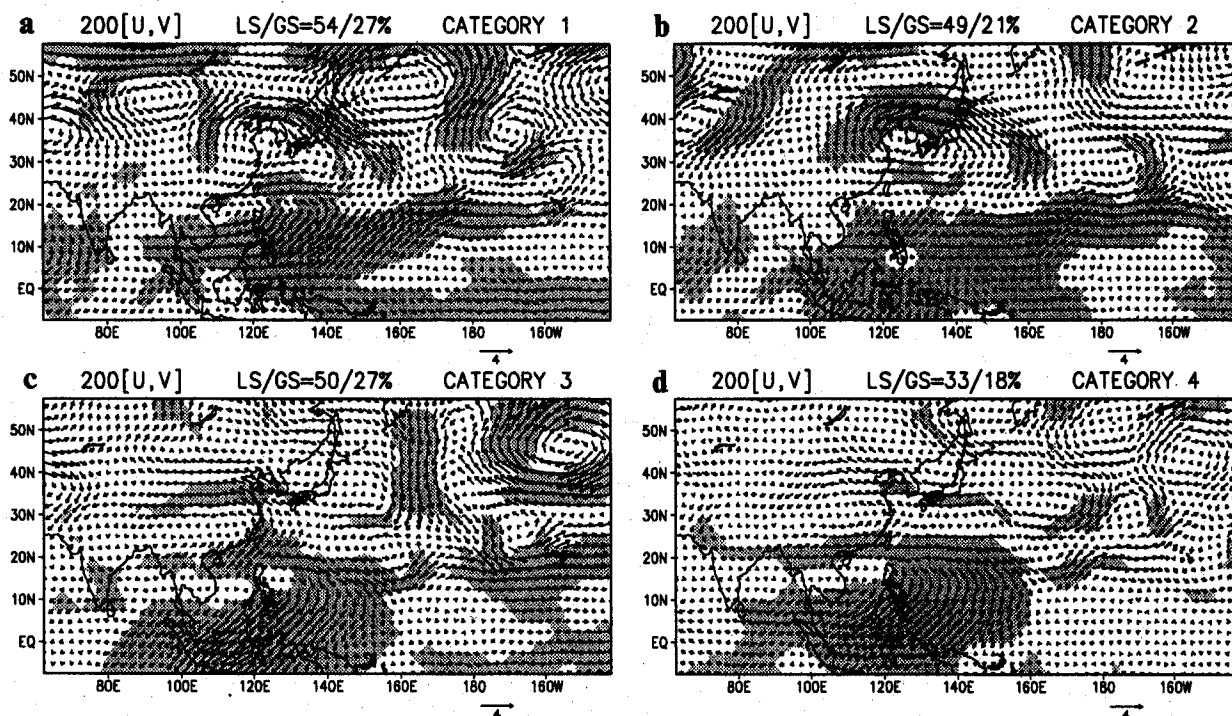 a 200[U,V] LS/GS=54/27% CATEGORY 1
50N
40N
30N
20N
10N
EQ
80E 100E 120E 140E 160E 180 160W
4
b 200[U,V] LS/GS=49/21% CATEGORY 2
50N
40N
30N
20N
10N
EQ
80E 100E 120E 140E 160E 180 160W
4
c 200[U,V] LS/GS=50/27% CATEGORY 3
50N
40N
30N
20N
10N
EQ
80E 100E 120E 140E 160E 180 160W
4
d 200[U,V] LS/GS=33/18% CATEGORY 4
50N
40N
30N
20N
10N
EQ
80E 100E 120E 140E 160E 180 160W
4